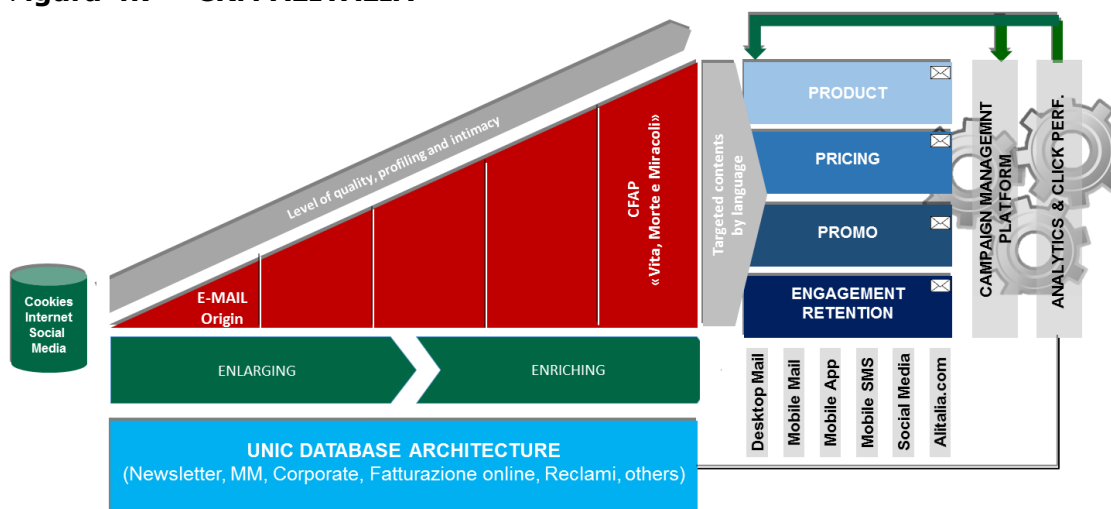 Level of quality, profiling and intimacy
Cookies
Internet
Social
Media
E-MAIL
Origin
CFAP
«Vita, Morte e Miracoli»
Targeted contents
by language
PRODUCT
PRICING
PROMO
ENGAGEMENT
RETENTION
CAMPAIGN MANAGEMNT
PLATFORM
ANALYTICS & CLICK PERF.
ENLARGING
ENRICHING
Desktop Mail
Mobile Mail
Mobile App
Mobile SMS
Social Media
Alitalia.com
UNIC DATABASE ARCHITECTURE
(Newsletter, MM, Corporate, Fatturazione online, Reclami, others)